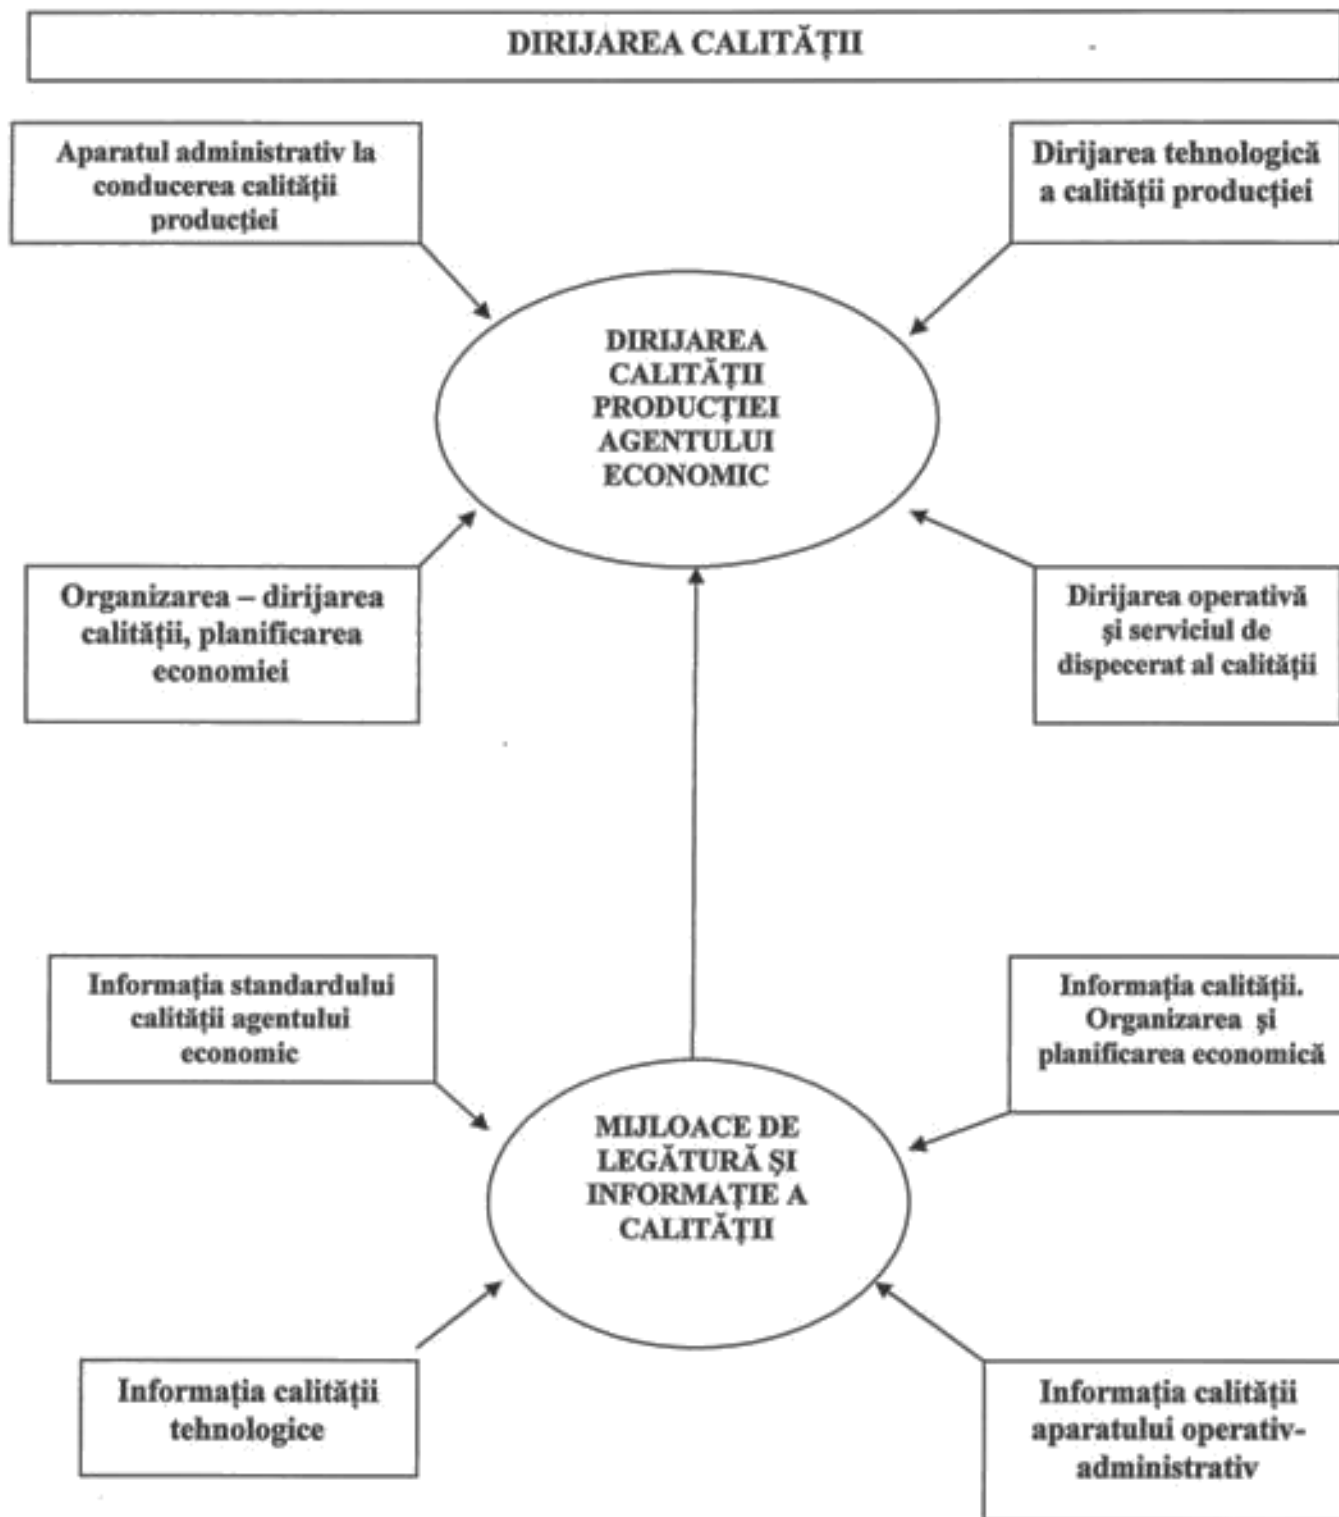 DIRIJAREA CALITĂȚII
Aparatul administrativ la
conducerea calității
producției
Dirijarea tehnologică
a calității producției
DIRIJAREA
CALITĂȚII
PRODUCȚIEI
AGENTULUI
ECONOMIC
Organizarea – dirijarea
calității, planificarea
economiei
Dirijarea operativă
și serviciul de
dispecerat al calității
Informația standardului
calității agentului
economic
Informația calității.
Organizarea și
planificarea economică
MIJLOACE DE
LEGĂTURĂ ȘI
INFORMAȚIE A
CALITĂȚII
Informația calității
tehnologice
Informația calității
aparatului operativ-
administrativ